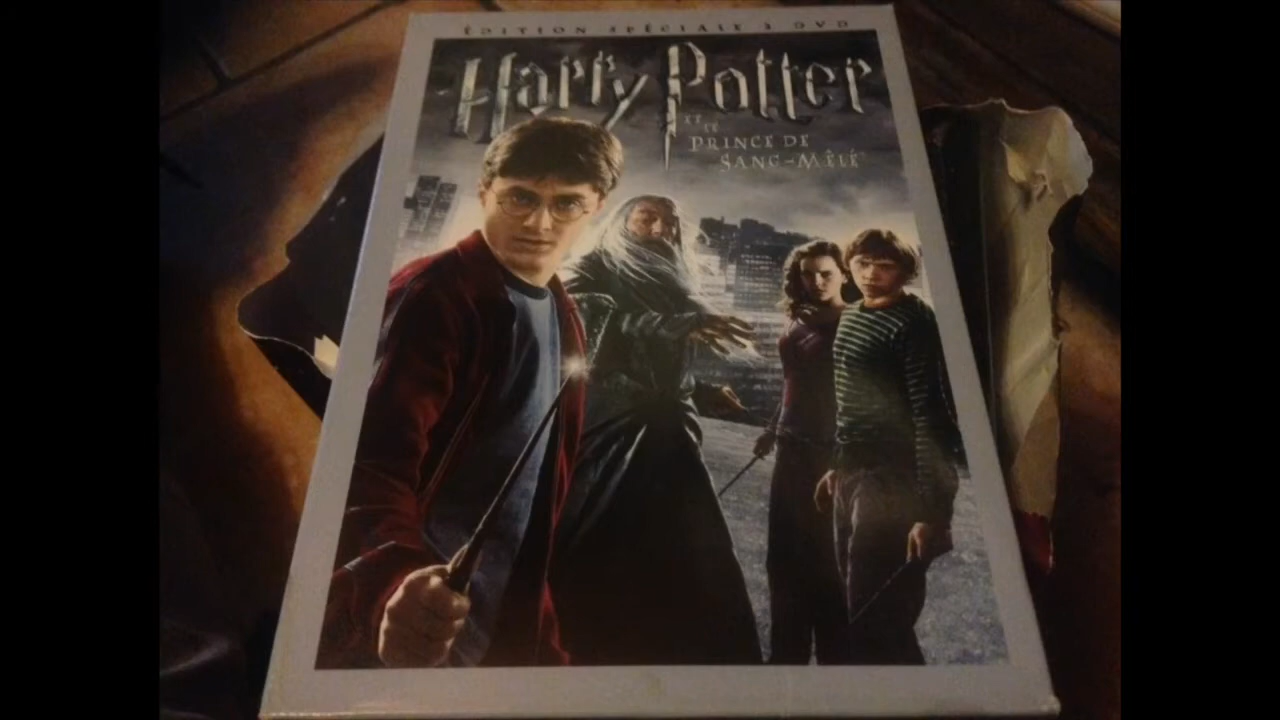 ÉDITION SPÉCIALE 2 DVD
Harry Potter
ET LE
PRINCE DE
SANG-MÊLÉ